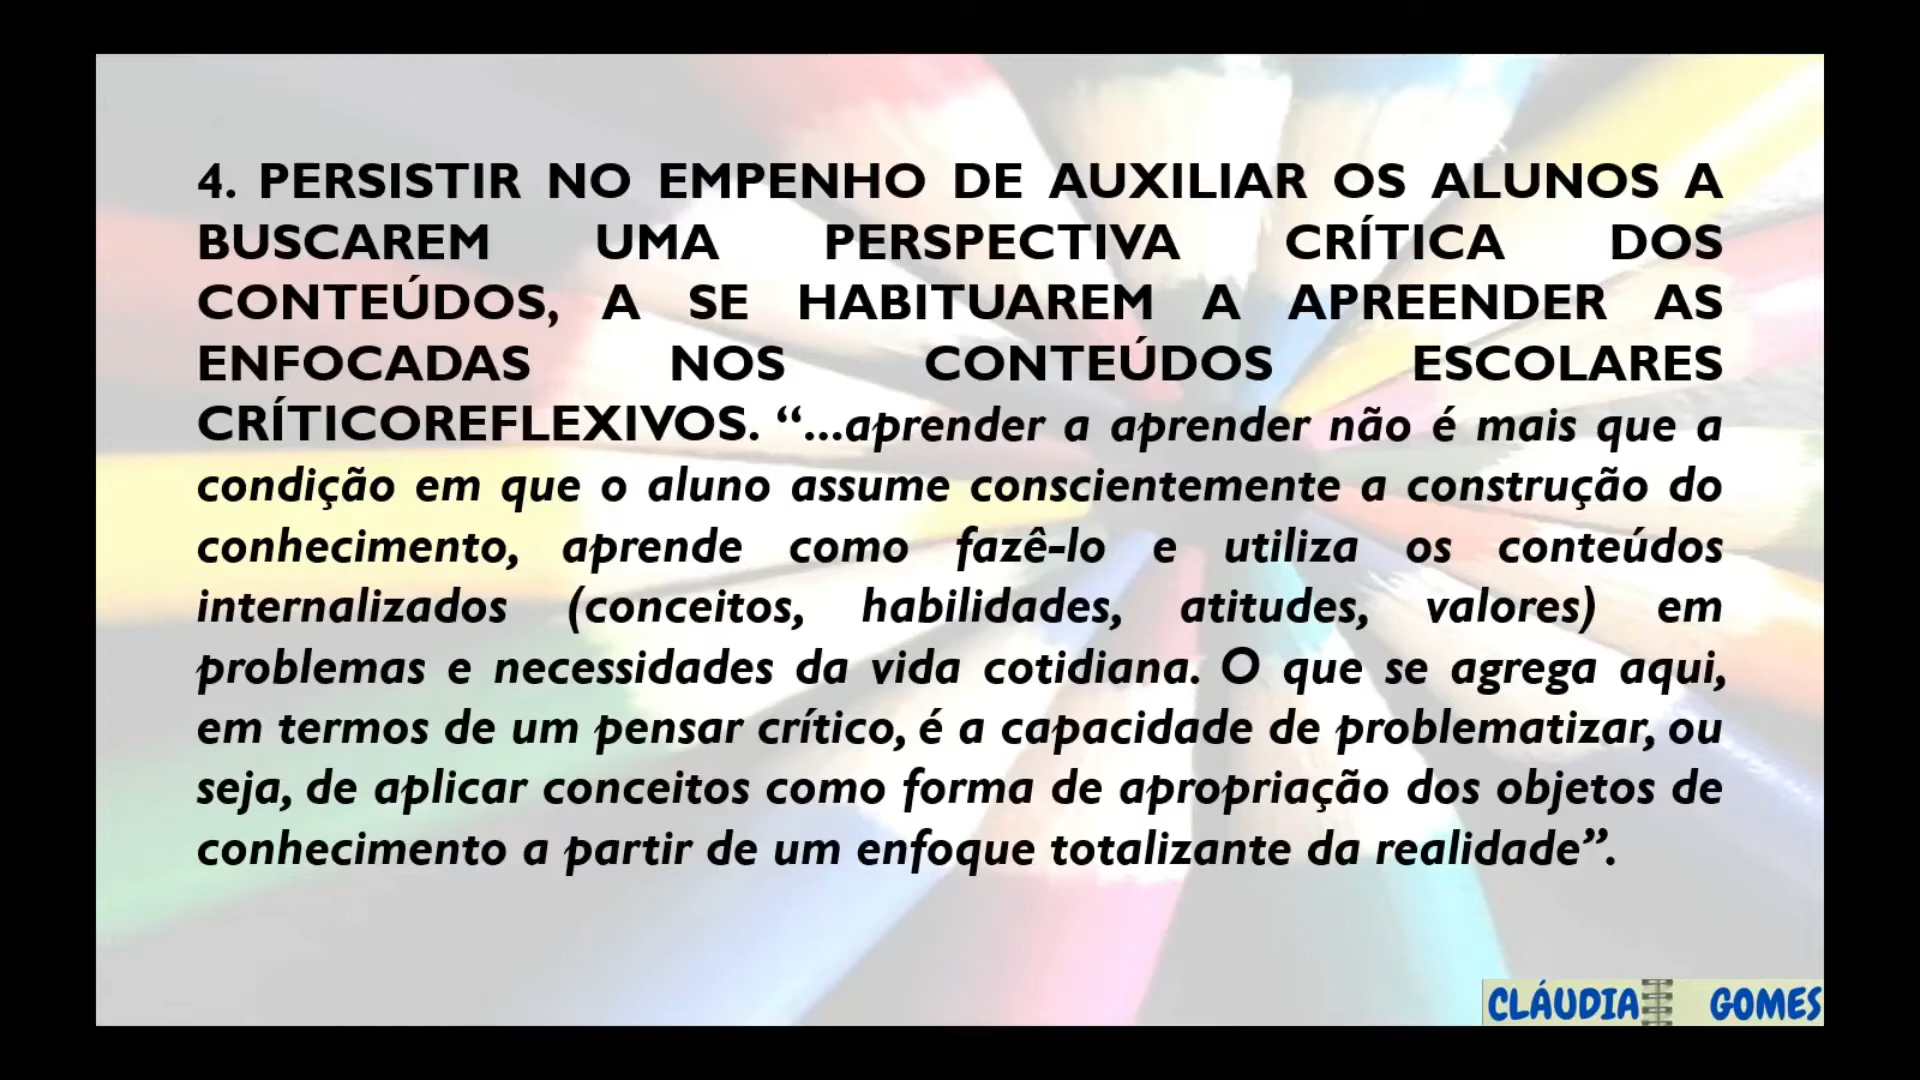 4. PERSISTIR NO EMPENHO DE AUXILIAR OS ALUNOS A
BUSCAREM UMA PERSPECTIVA CRÍTICA DOS
CONTEÚDOS, A SE HABITUAREM A APREENDER AS
ENFOCADAS NOS CONTEÚDOS ESCOLARES
CRÍTICOREFLEXIVOS. “...aprender a aprender não é mais que a
condição em que o aluno assume conscientemente a construção do
conhecimento, aprende como fazê-lo e utiliza os conteúdos
internalizados (conceitos, habilidades, atitudes, valores) em
problemas e necessidades da vida cotidiana. O que se agrega aqui,
em termos de um pensar crítico, é a capacidade de problematizar, ou
seja, de aplicar conceitos como forma de apropriação dos objetos de
conhecimento a partir de um enfoque totalizante da realidade”.
CLÁUDIA GOMES